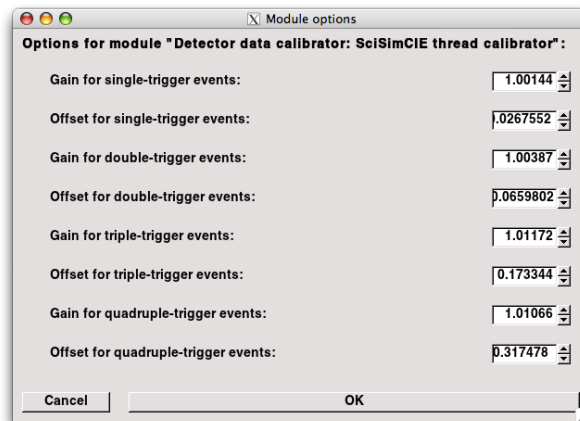 Module options
Options for module "Detector data calibrator: SciSimCIE thread calibrator":
Gain for single-trigger events: 1.00144
Offset for single-trigger events: 0.0267552
Gain for double-trigger events: 1.00387
Offset for double-trigger events: 0.0659802
Gain for triple-trigger events: 1.01172
Offset for triple-trigger events: 0.173344
Gain for quadruple-trigger events: 1.01066
Offset for quadruple-trigger events: 0.317478
Cancel OK